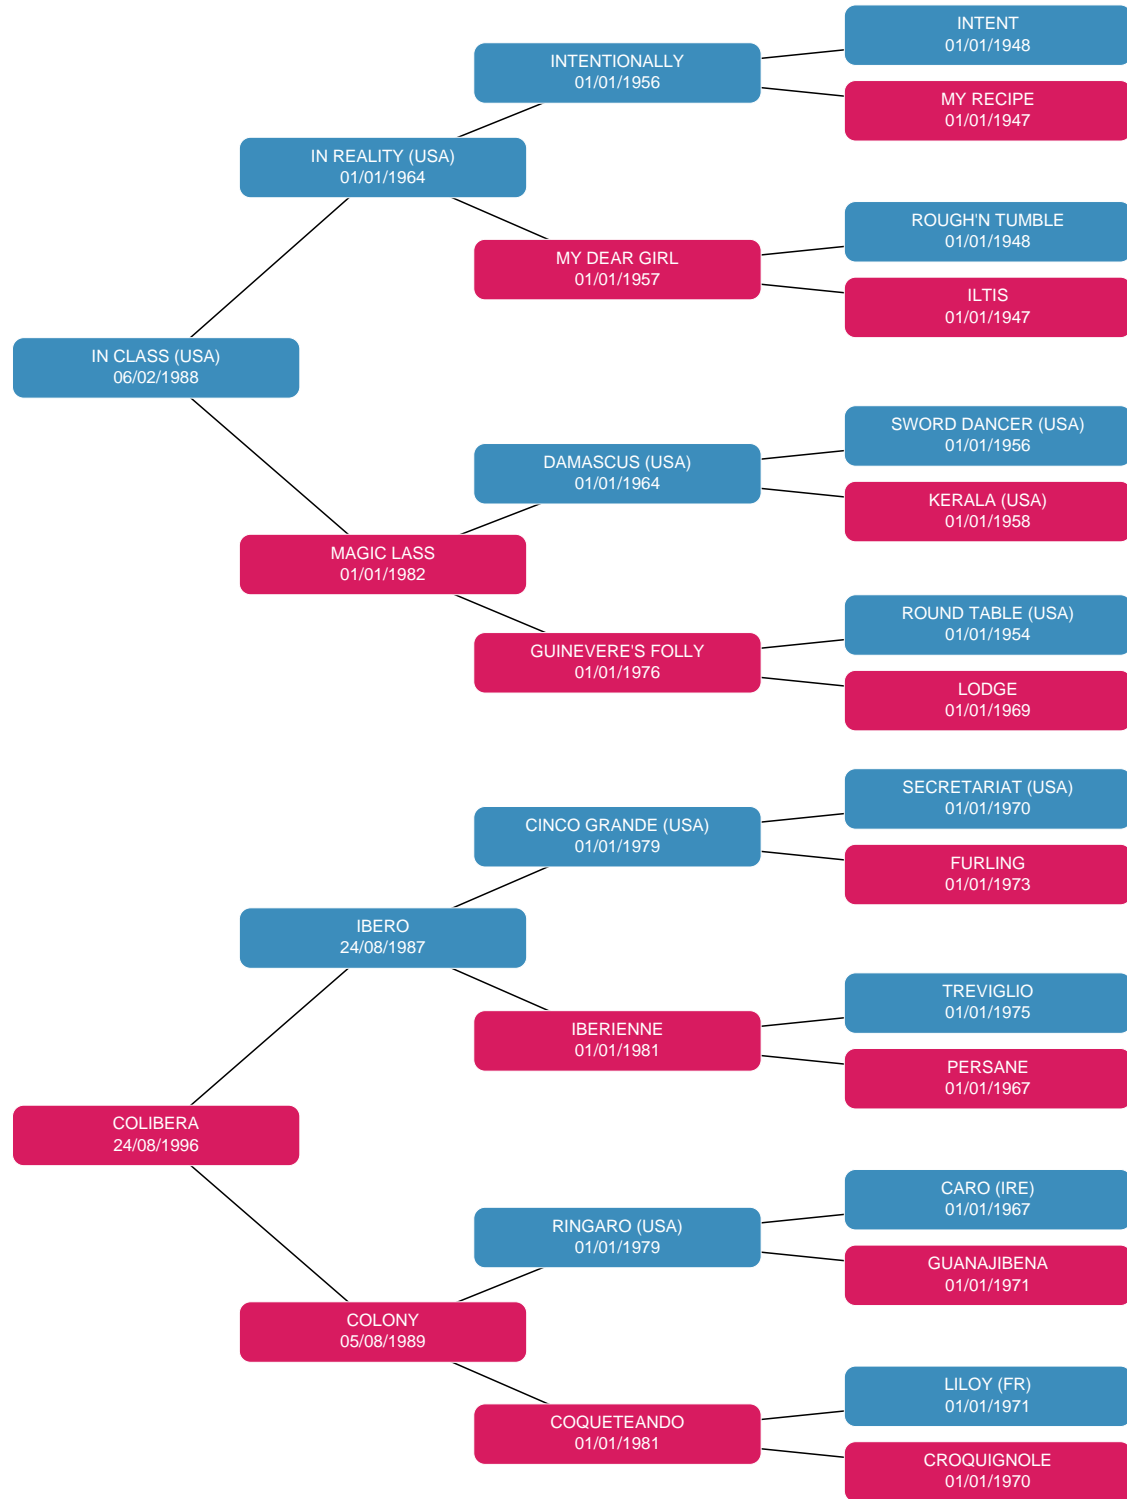 INTENT
01/01/1948
INTENTIONALLY
01/01/1956
MY RECIPE
01/01/1947
IN REALITY (USA)
01/01/1964
ROUGH'N TUMBLE
01/01/1948
MY DEAR GIRL
01/01/1957
ILTIS
01/01/1947
IN CLASS (USA)
06/02/1988
SWORD DANCER (USA)
01/01/1956
DAMASCUS (USA)
01/01/1964
KERALA (USA)
01/01/1958
MAGIC LASS
01/01/1982
ROUND TABLE (USA)
01/01/1954
GUINEVERE'S FOLLY
01/01/1976
LODGE
01/01/1969
SECRETARIAT (USA)
01/01/1970
CINCO GRANDE (USA)
01/01/1979
FURLING
01/01/1973
IBERO
24/08/1987
TREVIGLIO
01/01/1975
IBERIENNE
01/01/1981
PERSANE
01/01/1967
COLIBERA
24/08/1996
CARO (IRE)
01/01/1967
RINGARO (USA)
01/01/1979
GUANAJIBENA
01/01/1971
COLONY
05/08/1989
LILOY (FR)
01/01/1971
COQUETEANDO
01/01/1981
CROQUIGNOLE
01/01/1970